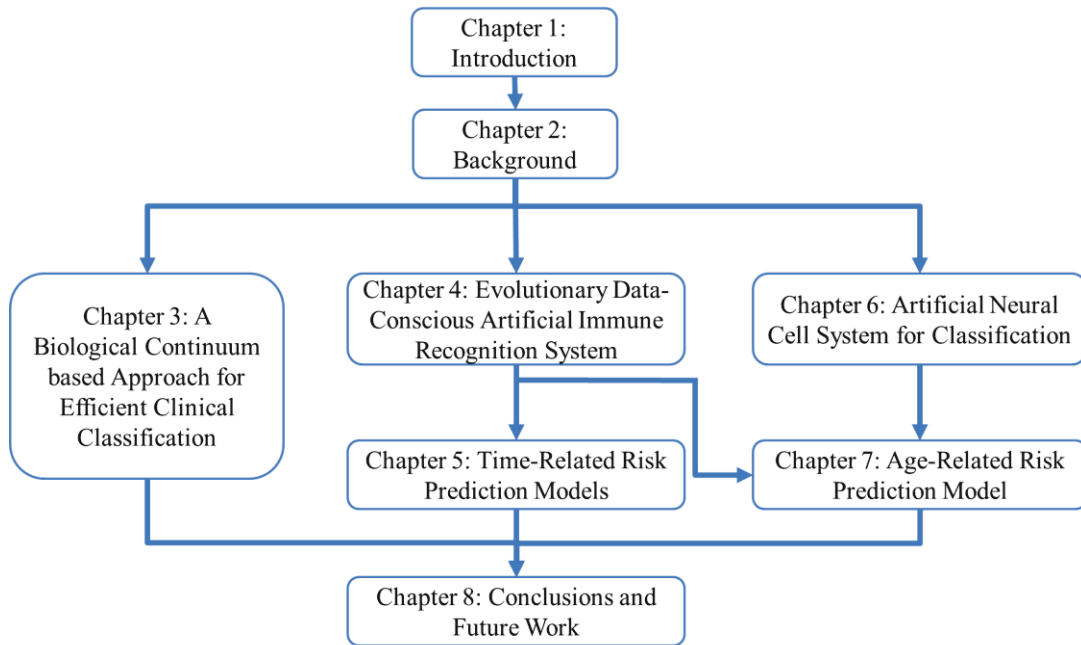 Chapter 1:
Introduction
Chapter 2:
Background
Chapter 3: A
Biological Continuum
based Approach for
Efficient Clinical
Classification
Chapter 4: Evolutionary Data-
Conscious Artificial Immune
Recognition System
Chapter 6: Artificial Neural
Cell System for Classification
Chapter 5: Time-Related Risk
Prediction Models
Chapter 7: Age-Related Risk
Prediction Model
Chapter 8: Conclusions and
Future Work